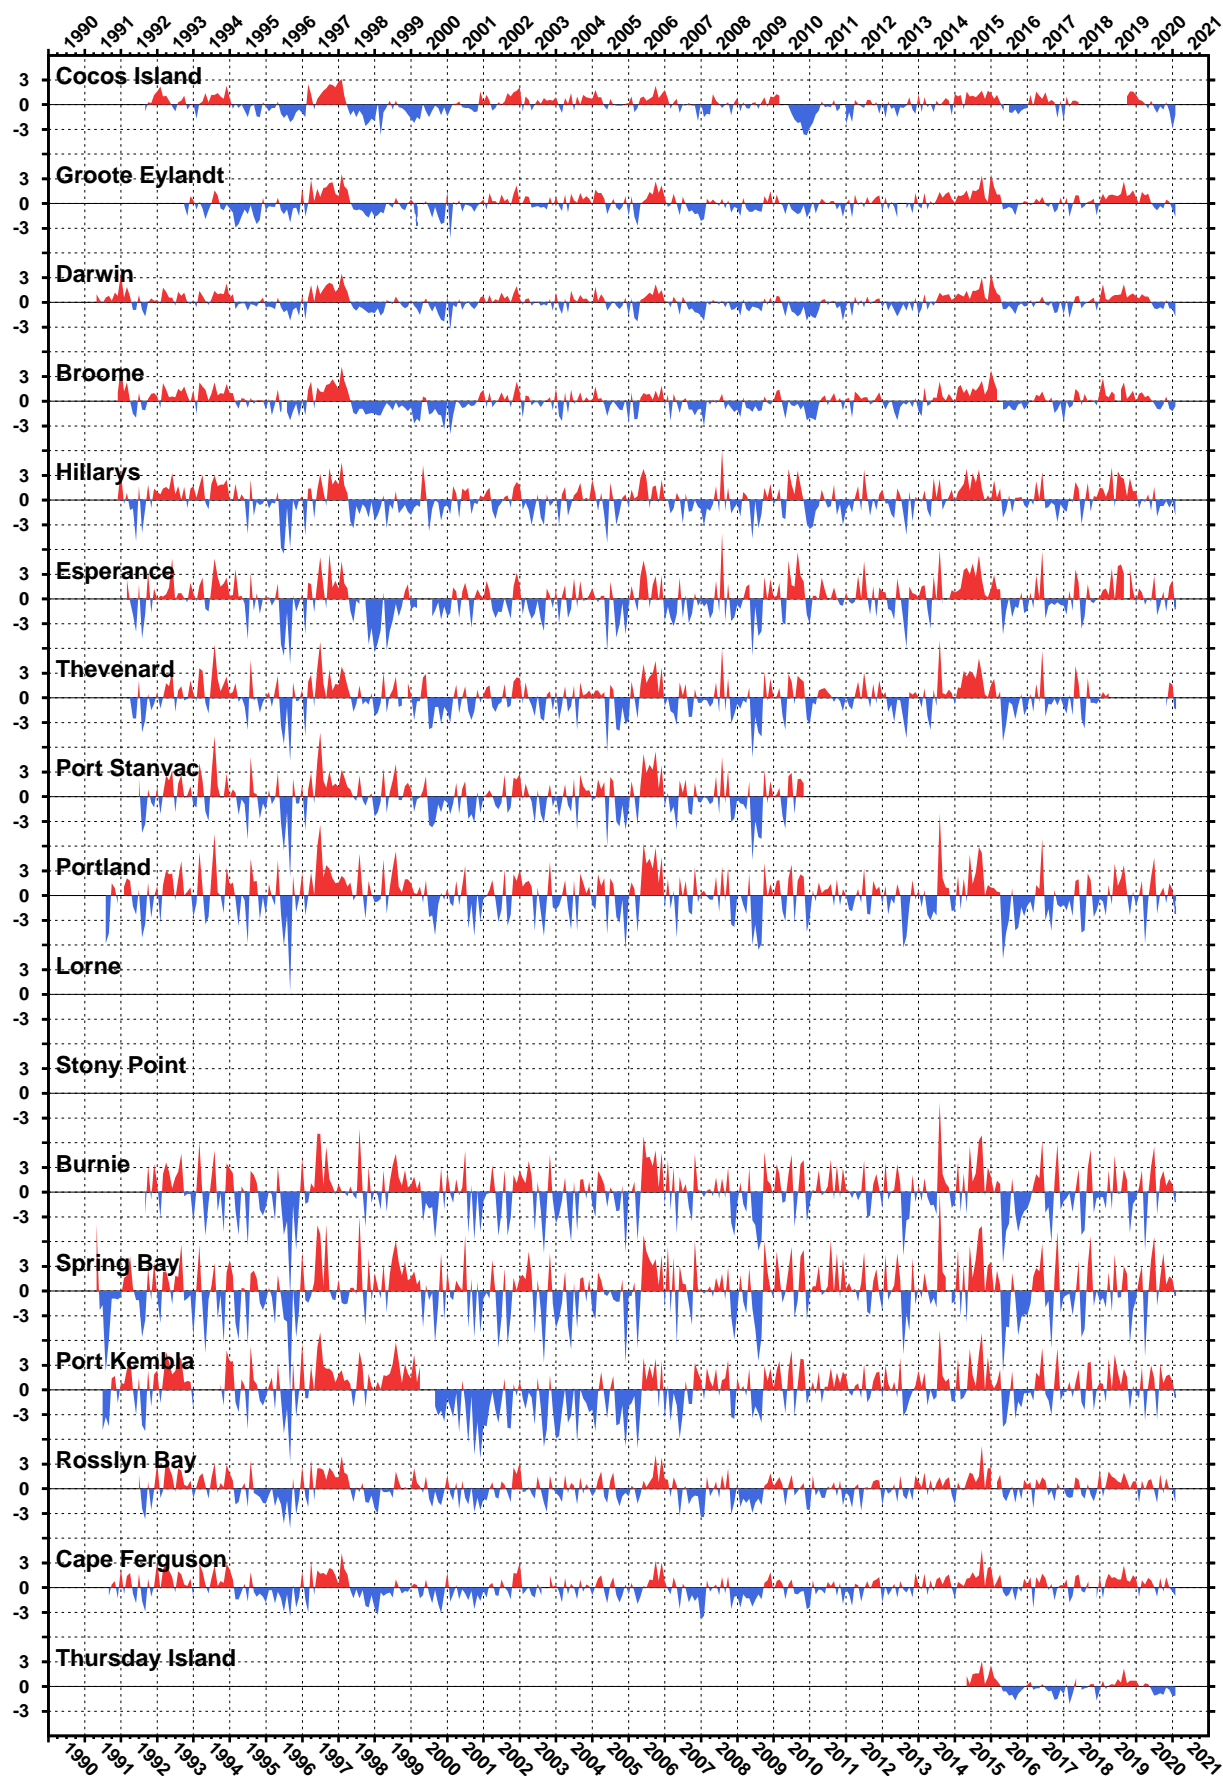 1990 1991 1992 1993 1994 1995 1996 1997 1998 1999 2000 2001 2002 2003 2004 2005 2006 2007 2008 2009 2010 2011 2012 2013 2014 2015 2016 2017 2018 2019 2020 2021
Cocos Island
3
0
-3
Groote Eylandt
3
0
-3
Darwin
3
0
-3
Broome
3
0
-3
Hillarys
3
0
-3
Esperance
3
0
-3
Thevenard
3
0
-3
Port Stanvac
3
0
-3
Portland
3
0
-3
Lorne
3
0
-3
Stony Point
3
0
-3
Burnie
3
0
-3
Spring Bay
3
0
-3
Port Kembla
3
0
-3
Rosslyn Bay
3
0
-3
Cape Ferguson
3
0
-3
Thursday Island
3
0
-3
1990 1991 1992 1993 1994 1995 1996 1997 1998 1999 2000 2001 2002 2003 2004 2005 2006 2007 2008 2009 2010 2011 2012 2013 2014 2015 2016 2017 2018 2019 2020 2021